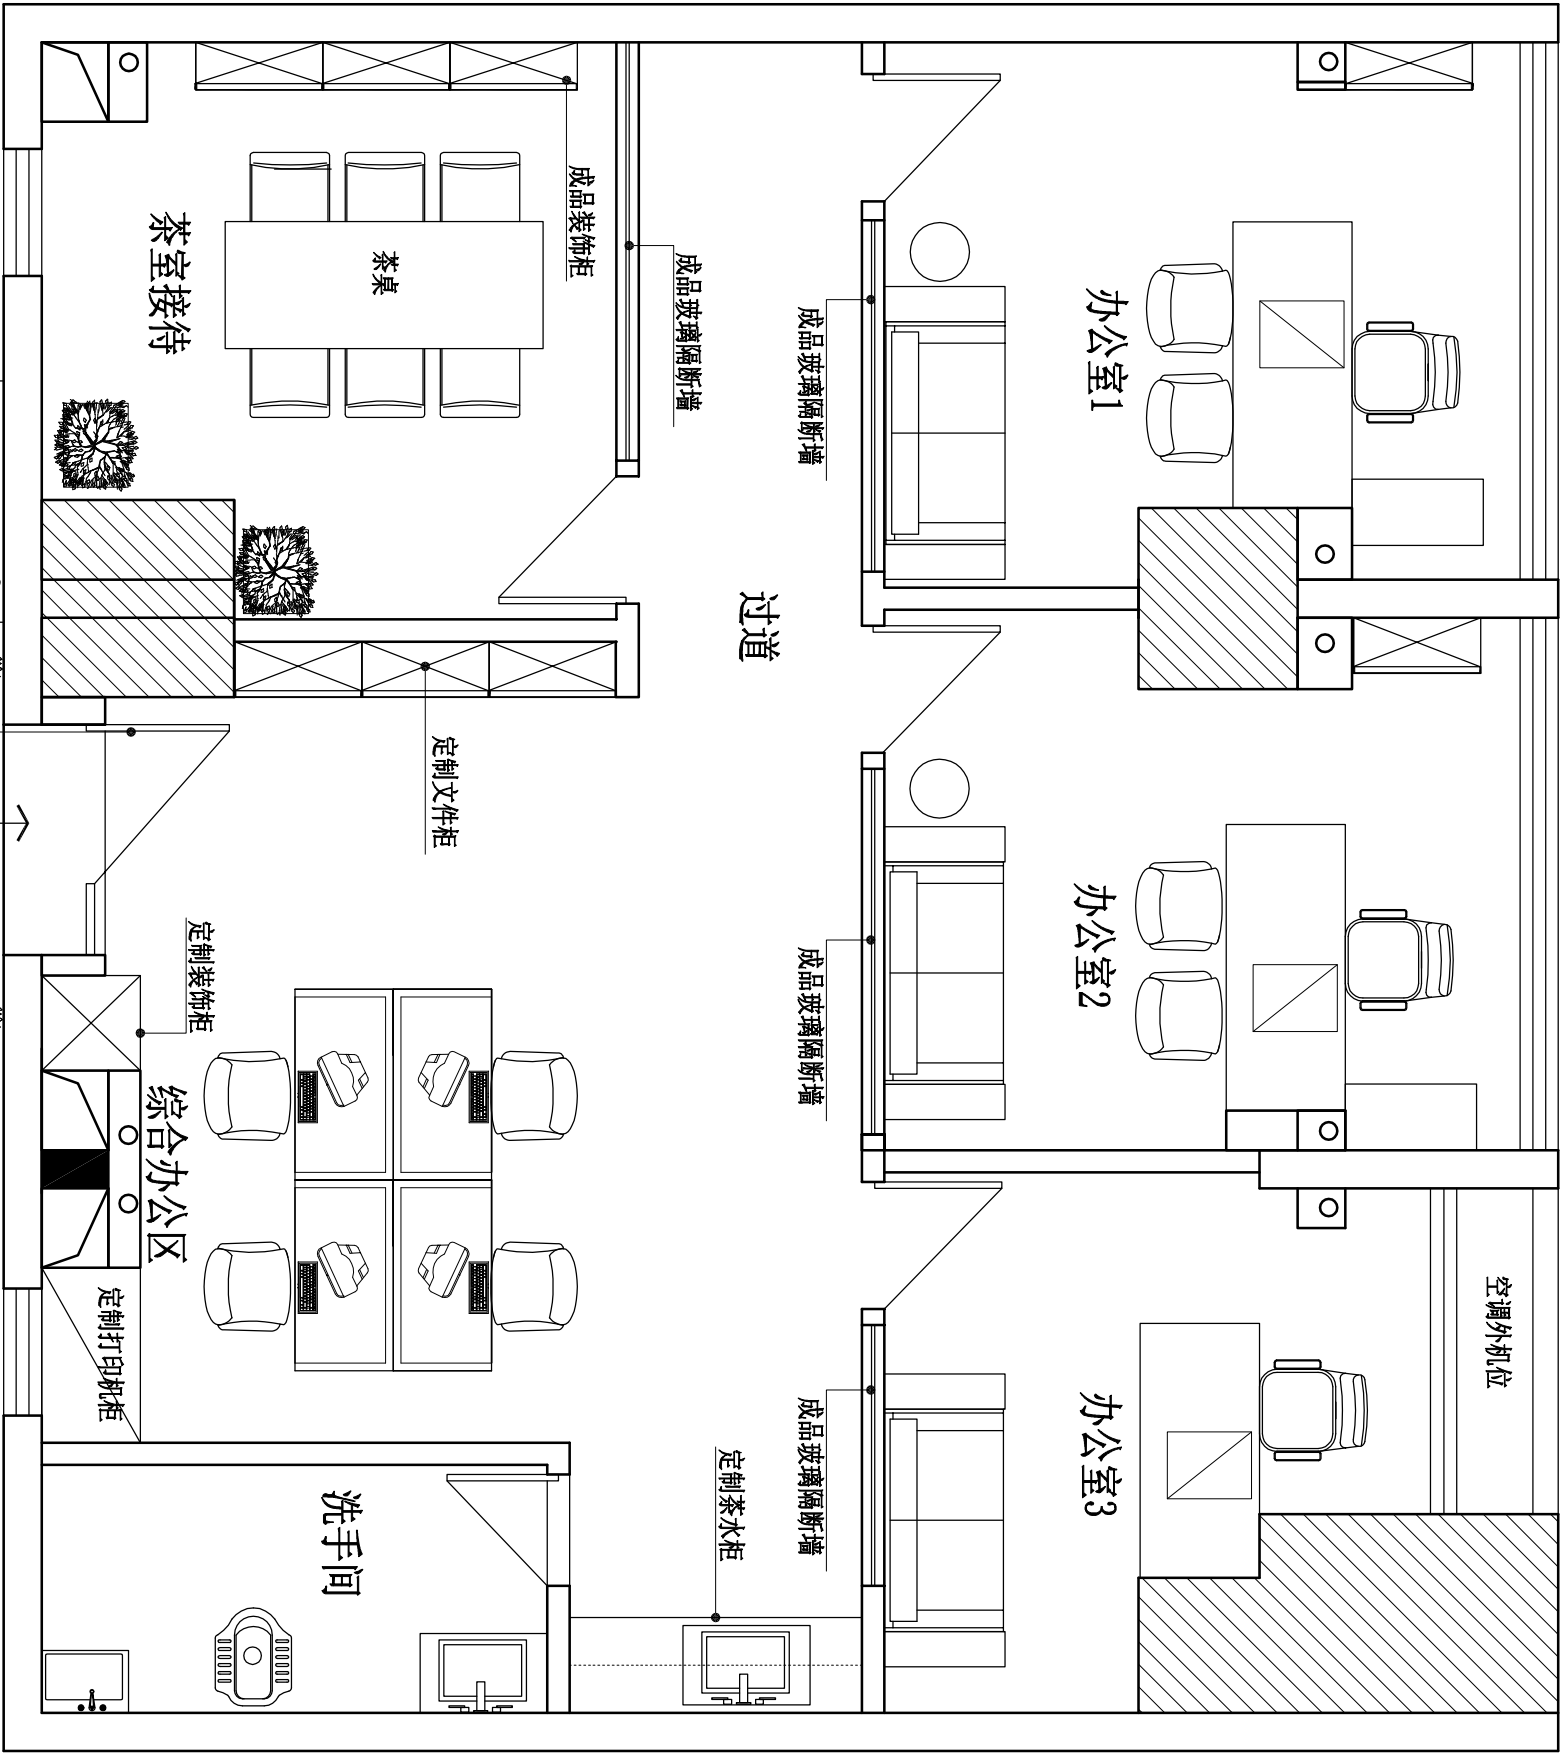 成品装饰柜
茶室接待
茶桌
成品玻璃隔断墙
成品玻璃隔断墙
办公室1
过道
定制文件柜
办公室2
成品玻璃隔断墙
定制装饰柜
综合办公区
定制打印机柜
空调外机位
办公室3
成品玻璃隔断墙
定制茶水柜
洗手间